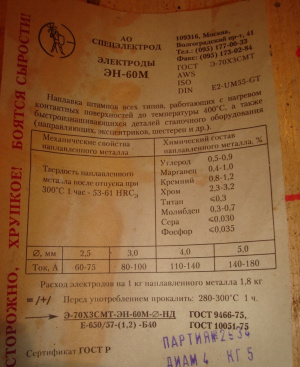 АО
СПЕЦЭЛЕКТРОД
ЭЛЕКТРОДЫ
ЭН-60М
109316, Москва,
Волгоградский пр-т, 41
Тел.: (095) 177-00-33
Факс: (095) 173-02-84
ГОСТ Э-70Х3СМТ
AWS
ISO
DIN E2-UM55-GT
Наплавка штампов всех типов, работающих с нагревом
контактных поверхностей до температуры 400°С, а также
быстроизнашивающихся деталей станочного оборудования
(направляющих, эксцентриков, шестерен и др.).
Механические свойства
наплавленного металла
Химический состав
наплавленного металла, %
Твердость наплавленного
металла после отпуска при
300°С 1 час - 53-61 HRCэ
Углерод 0,5-0,9
Марганец 0,4-1,0
Кремний 0,8-1,2
Хром 2,3-3,2
Титан ≤0,3
Молибден 0,3-0,7
Сера ≤0,030
Фосфор ≤0,035
∅, мм 2,5 3,0 4,0 5,0
Ток, А 60-75 80-100 110-140 140-180
Расход электродов на 1 кг наплавленного металла 1,8 кг
= /+/ Перед употреблением прокалить: 280-300°С 1 ч.
Э-70Х3СМТ-ЭН-60М-∅-НД
Е-650/57-(1,2)-Б40
ГОСТ 9466-75,
ГОСТ 10051-75
Сертификат ГОСТ Р
ПАРТИЯ
ДИАМ 4 КГ 5
ОСТОРОЖНО, ХРУПКОЕ! БОЯТСЯ СЫРОСТИ!